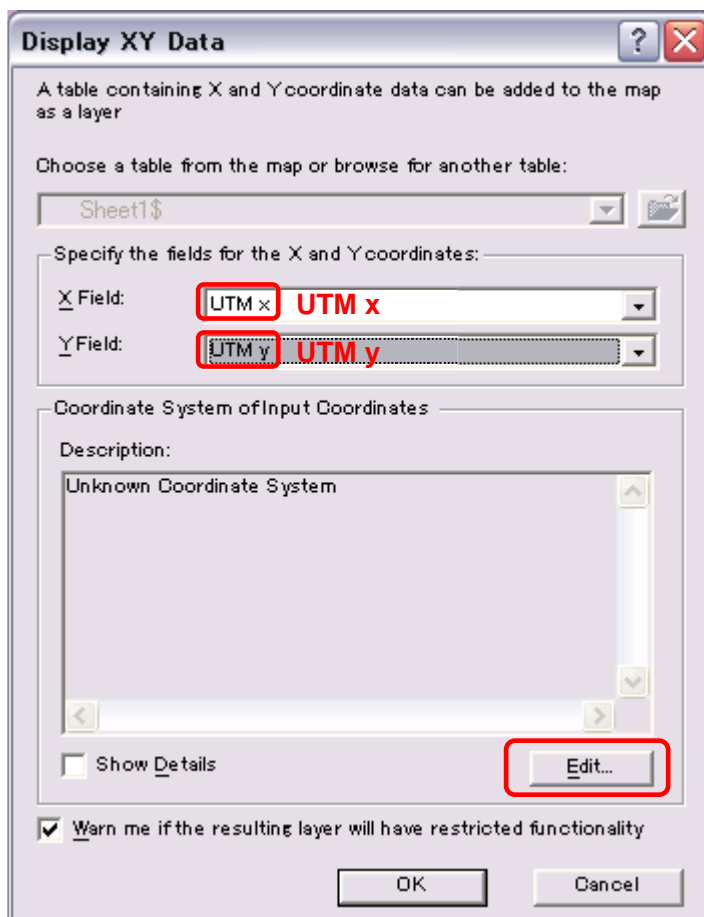 Display XY Data
?
A table containing X and Y coordinate data can be added to the map
as a layer
Choose a table from the map or browse for another table:
Sheet1$
Specify the fields for the X and Y coordinates:
X Field:
UTM x UTM x
Y Field:
UTM y UTM y
Coordinate System of Input Coordinates
Description:
Unknown Coordinate System
Show Details
Edit...
Warn me if the resulting layer will have restricted functionality
OK
Cancel